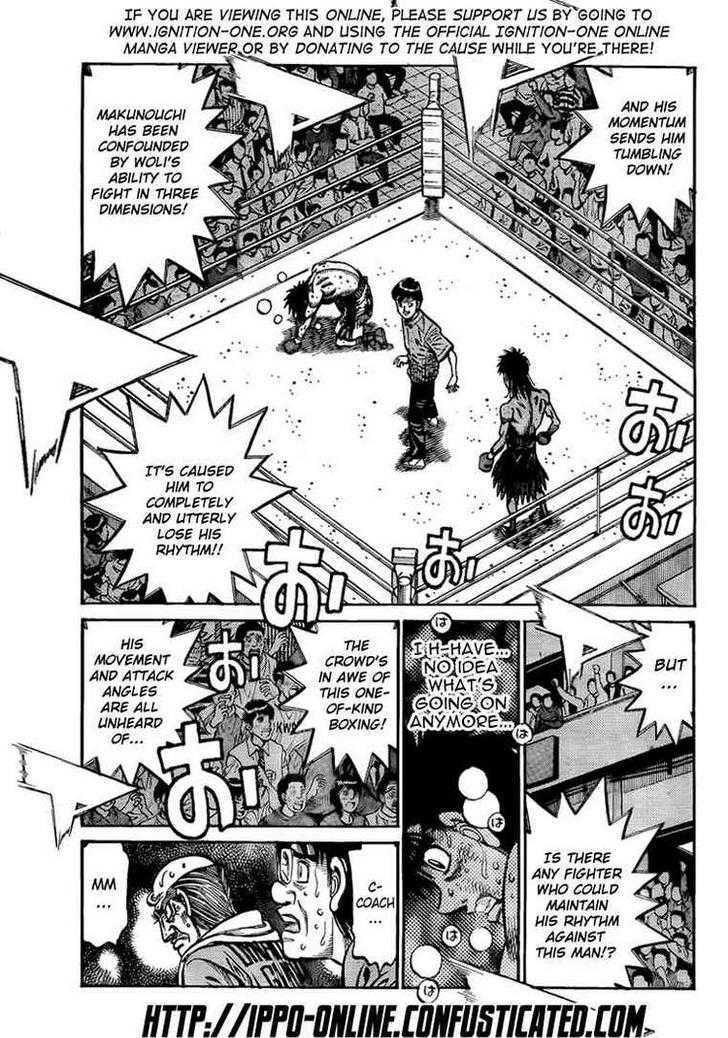 IF YOU ARE VIEWING THIS ONLINE, PLEASE SUPPORT US BY GOING TO
WWW.IGNITION-ONE.ORG AND USING THE OFFICIAL IGNITION-ONE ONLINE
MANGA VIEWER OR BY DONATING TO THE CAUSE WHILE YOU'RE THERE!
AND HIS
MOMENTUM
SENDS HIM
TUMBLING
DOWN!
MAKUNOUCHI
HAS BEEN
CONFOUNDED
BY WOLI'S
ABILITY TO
FIGHT IN THREE
DIMENSIONS!
IT'S CAUSED
HIM TO
COMPLETELY
AND UTTERLY
LOSE HIS
RHYTHM!!
お
お
お
お
お
BUT
...
IS THERE
ANY FIGHTER
WHO COULD
MAINTAIN
HIS RHYTHM
AGAINST
THIS MAN!?
は
I H-HAVE...
NO IDEA
WHAT'S
GOING ON
ANYMORE...
は
は
は
は
THE
CROWD'S
IN AWE OF
THIS ONE-
OF-KIND
BOXING!
HIS
MOVEMENT
AND ATTACK
ANGLES
ARE ALL
UNHEARD
OF...
お
お
C-
COACH
...
MM
...
HTTP://IPPO-ONLINE.CONFUSTICATED.COM